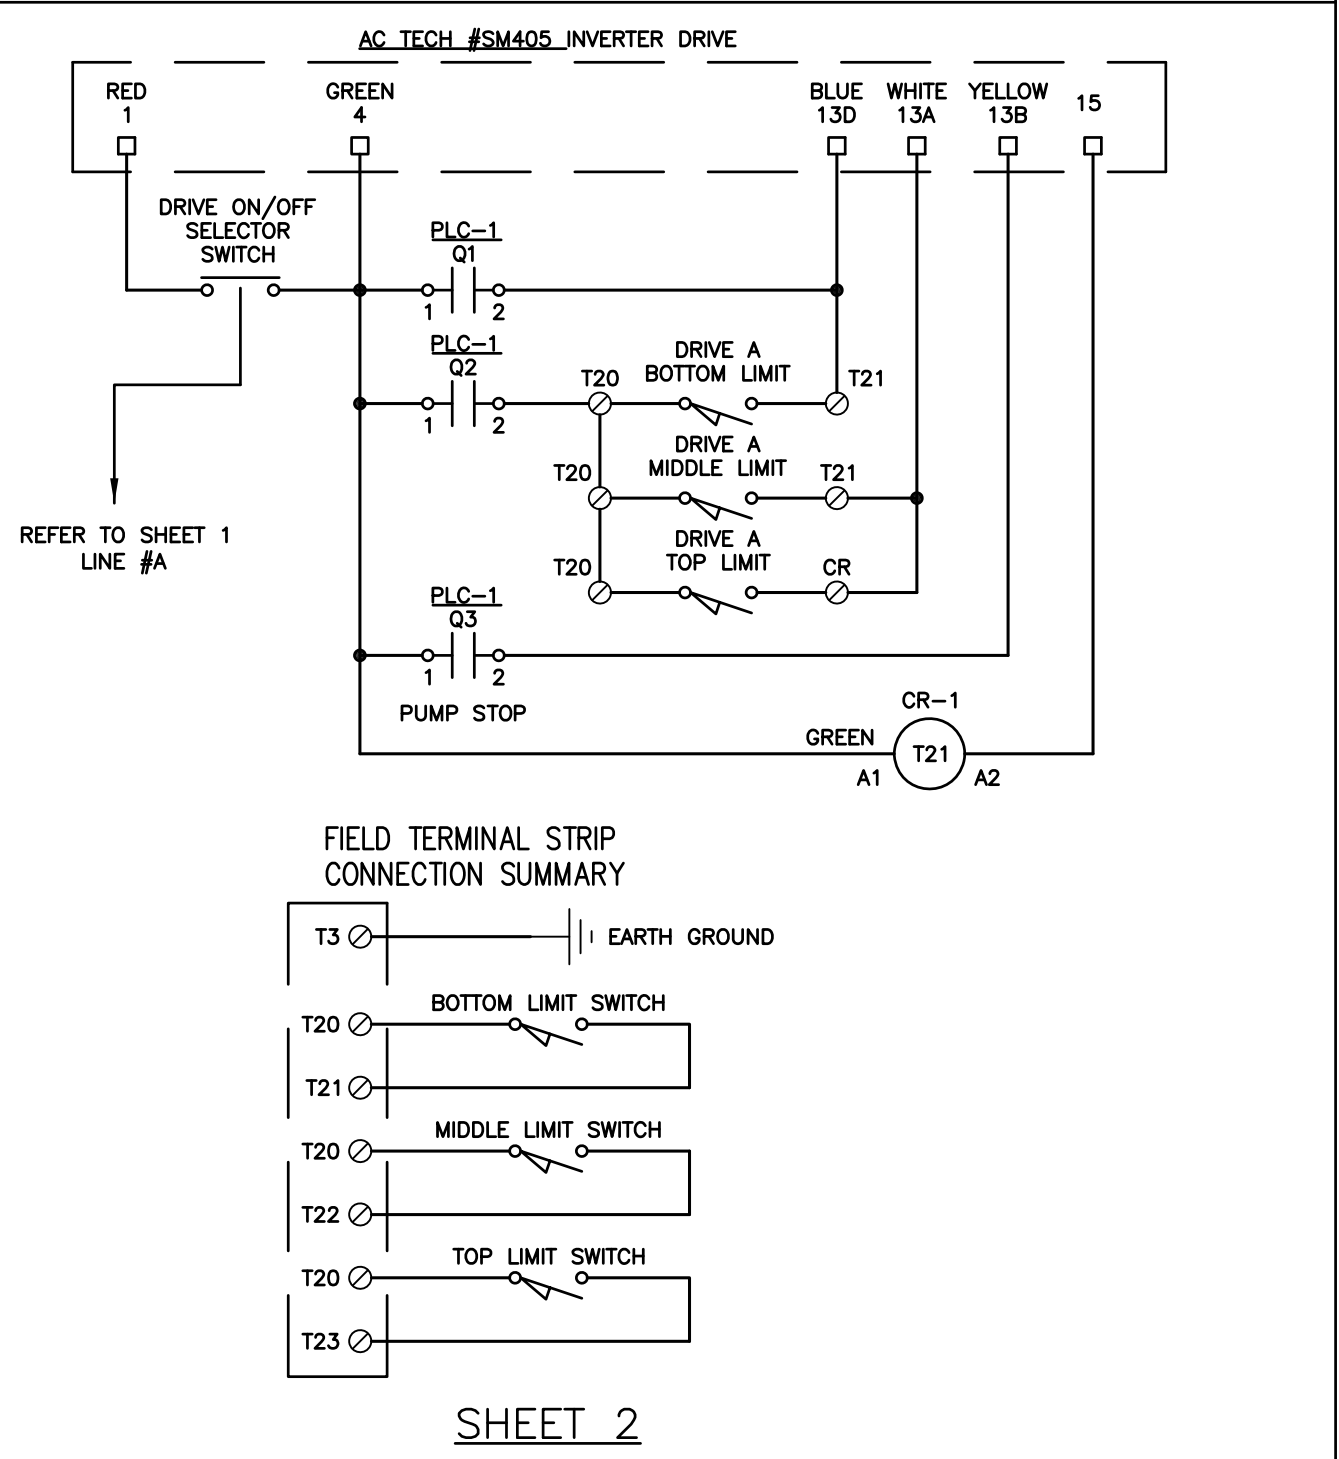 AC TECH #SM405 INVERTER DRIVE
RED
1
GREEN
4
BLUE
13D
WHITE
13A
YELLOW
13B
15
DRIVE ON/OFF
SELECTOR
SWITCH
PLC-1
Q1
1
2
PLC-1
Q2
1
2
T20
DRIVE A
BOTTOM LIMIT
T21
T20
DRIVE A
MIDDLE LIMIT
T21
REFER TO SHEET 1
LINE #A
T20
DRIVE A
TOP LIMIT
CR
PLC-1
Q3
1
2
PUMP STOP
CR-1
GREEN
T21
A1
A2
FIELD TERMINAL STRIP
CONNECTION SUMMARY
T3
EARTH GROUND
BOTTOM LIMIT SWITCH
T20
T21
MIDDLE LIMIT SWITCH
T20
T22
TOP LIMIT SWITCH
T20
T23
SHEET 2